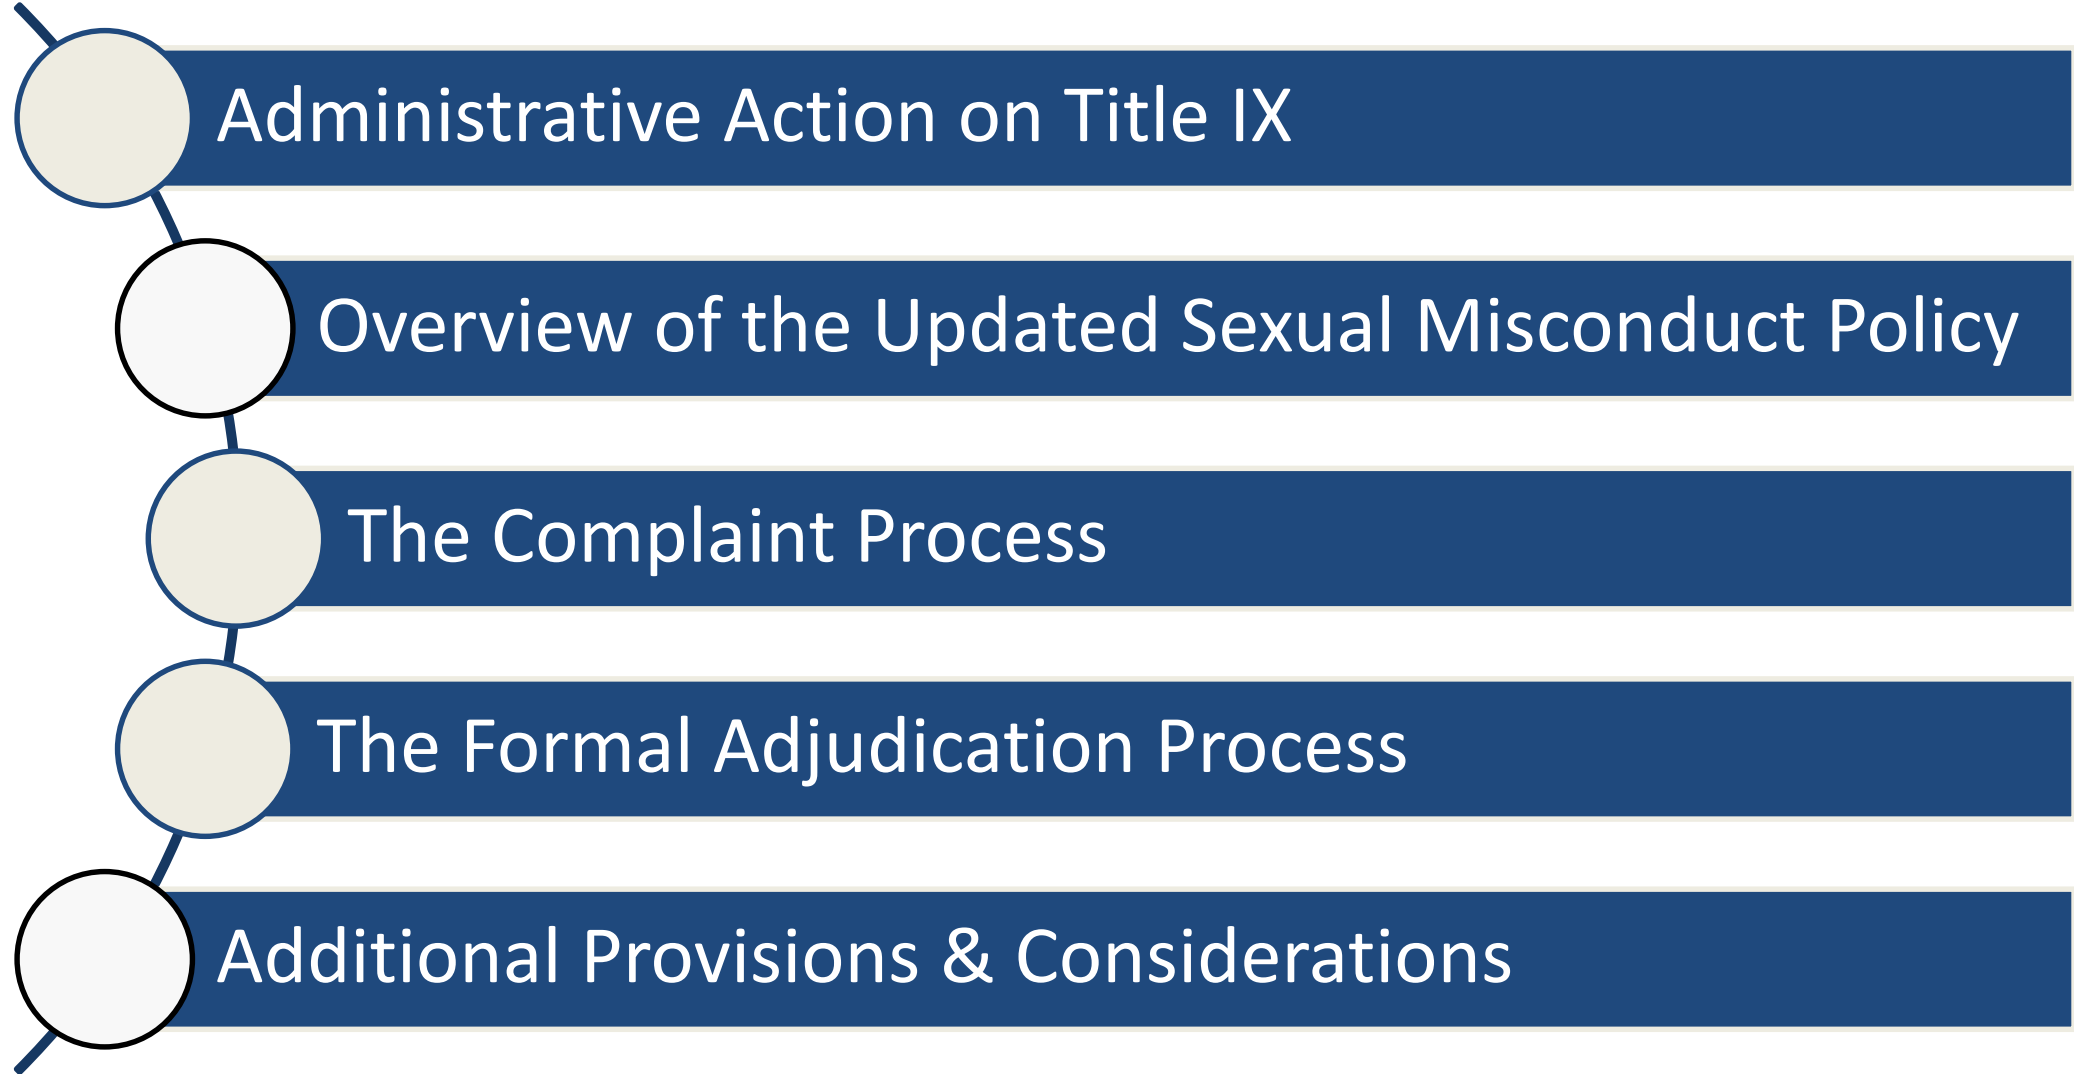 Administrative Action on Title IX
Overview of the Updated Sexual Misconduct Policy
The Complaint Process
The Formal Adjudication Process
Additional Provisions & Considerations